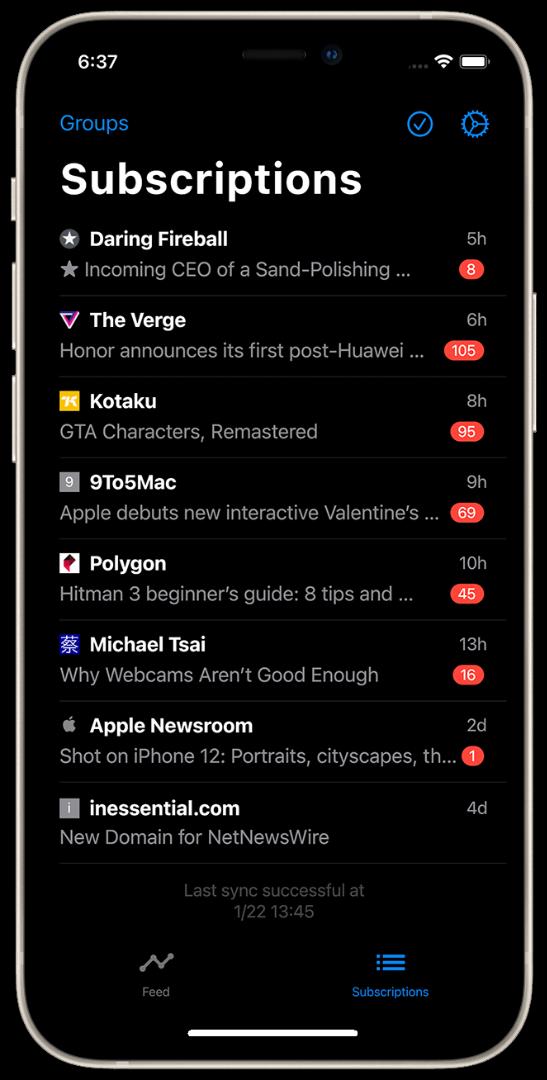 6:37
Groups
Subscriptions
Daring Fireball 5h
★ Incoming CEO of a Sand-Polishing ... 8
The Verge 6h
Honor announces its first post-Huawei ... 105
Kotaku 8h
GTA Characters, Remastered 95
9 9To5Mac 9h
Apple debuts new interactive Valentine’s ... 69
Polygon 10h
Hitman 3 beginner’s guide: 8 tips and ... 45
蔡 Michael Tsai 13h
Why Webcams Aren’t Good Enough 16
Apple Newsroom 2d
Shot on iPhone 12: Portraits, cityscapes, th... 1
i inessential.com 4d
New Domain for NetNewsWire
Last sync successful at
1/22 13:45
Feed Subscriptions